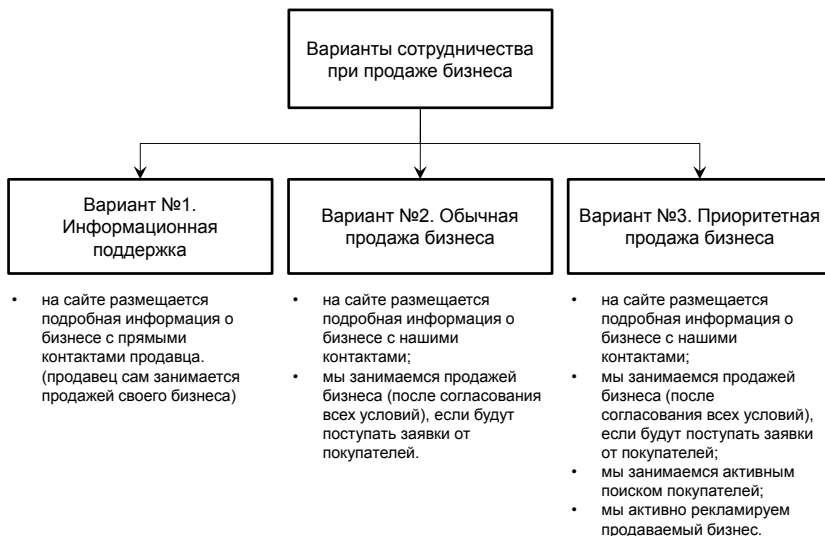 Варианты сотрудничества
при продаже бизнеса
Вариант №1.
Информационная
поддержка
Вариант №2. Обычная
продажа бизнеса
Вариант №3. Приоритетная
продажа бизнеса
• на сайте размещается
подробная информация о
бизнесе с прямыми
контактами продавца.
(продавец сам занимается
продажей своего бизнеса)
• на сайте размещается
подробная информация о
бизнесе с нашими
контактами;
• мы занимаемся продажей
бизнеса (после согласования
всех условий), если будут
поступать заявки от
покупателей.
• на сайте размещается
подробная информация о
бизнесе с нашими
контактами;
• мы занимаемся продажей
бизнеса (после
согласования всех условий),
если будут поступать заявки
от покупателей;
• мы занимаемся активным
поиском покупателей;
• мы активно рекламируем
продаваемый бизнес.